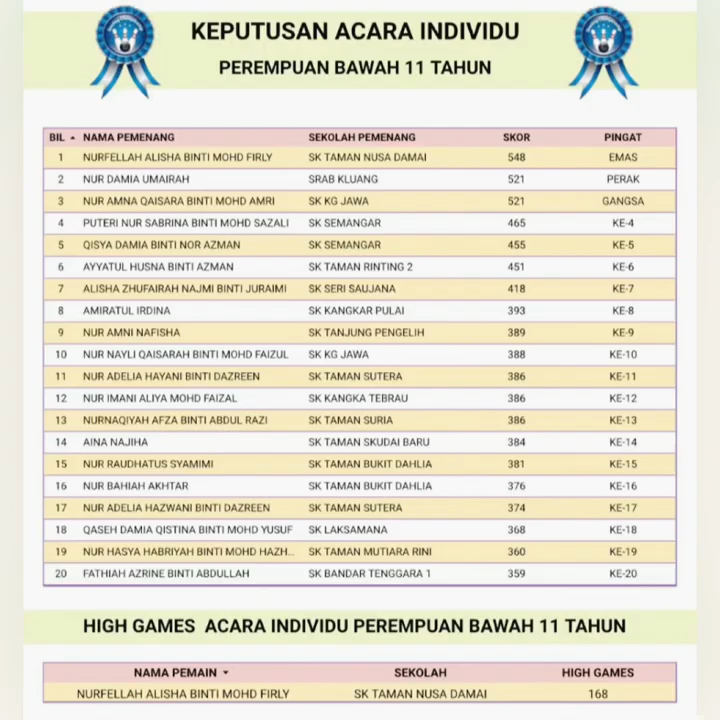 KEPUTUSAN ACARA INDIVIDU
PEREMPUAN BAWAH 11 TAHUN
BIL NAMA PEMENANG SEKOLAH PEMENANG SKOR PINGAT
1 NURFELLAH ALISHA BINTI MOHD FIRLY SK TAMAN NUSA DAMAI 548 EMAS
2 NUR DAMIA UMAIRAH SRAB KLUANG 521 PERAK
3 NUR AMNA QAISARA BINTI MOHD AMRI SK KG JAWA 521 GANGSA
4 PUTERI NUR SABRINA BINTI MOHD SAZALI SK SEMANGAR 465 KE-4
5 QISYA DAMIA BINTI NOR AZMAN SK SEMANGAR 455 KE-5
6 AYYATUL HUSNA BINTI AZMAN SK TAMAN RINTING 2 451 KE-6
7 ALISHA ZHUFAIRAH NAJMI BINTI JURAIMI SK SERI SAUJANA 418 KE-7
8 AMIRATUL IRDINA SK KANGKAR PULAI 393 KE-8
9 NUR AMNI NAFISHA SK TANJUNG PENGELIH 389 KE-9
10 NUR NAYLI QAISARAH BINTI MOHD FAIZUL SK KG JAWA 388 KE-10
11 NUR ADELIA HAYANI BINTI DAZREEN SK TAMAN SUTERA 386 KE-11
12 NUR IMANI ALIYA MOHD FAIZAL SK KANGKA TEBRAU 386 KE-12
13 NURNAQIYAH AFZA BINTI ABDUL RAZI SK TAMAN SURIA 386 KE-13
14 AINA NAJIHA SK TAMAN SKUDAI BARU 384 KE-14
15 NUR RAUDHATUS SYAMIMI SK TAMAN BUKIT DAHLIA 381 KE-15
16 NUR BAHIAH AKHTAR SK TAMAN BUKIT DAHLIA 376 KE-16
17 NUR ADELIA HAZWANI BINTI DAZREEN SK TAMAN SUTERA 374 KE-17
18 QASEH DAMIA QISTINA BINTI MOHD YUSUF SK LAKSAMANA 368 KE-18
19 NUR HASYA HABRIYAH BINTI MOHD HAZH... SK TAMAN MUTIARA RINI 360 KE-19
20 FATHIAH AZRINE BINTI ABDULLAH SK BANDAR TENGGARA 1 359 KE-20
HIGH GAMES ACARA INDIVIDU PEREMPUAN BAWAH 11 TAHUN
NAMA PEMAIN SEKOLAH HIGH GAMES
NURFELLAH ALISHA BINTI MOHD FIRLY SK TAMAN NUSA DAMAI 168